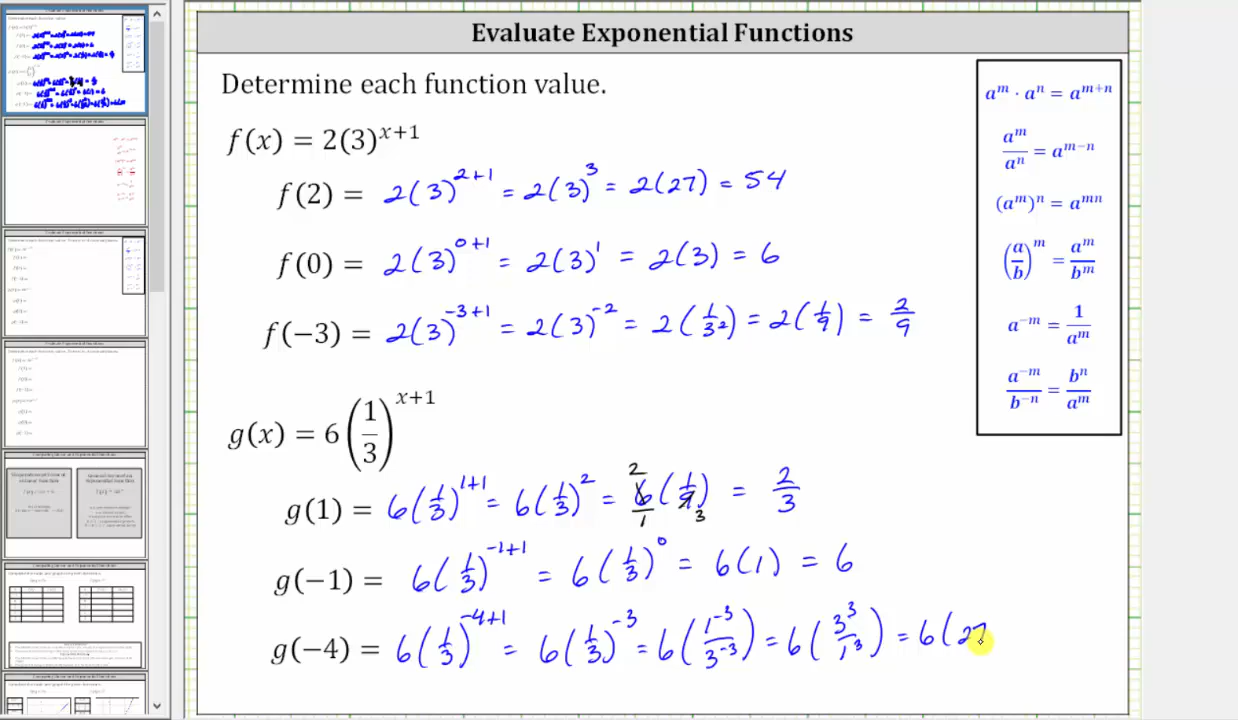 Evaluate Exponential Functions
Determine each function value.
f(x) = 2(3)^{x+1}
f(2) = 2(3)^{2+1} = 2(3)^3 = 2(27) = 54
f(0) = 2(3)^{0+1} = 2(3)^1 = 2(3) = 6
f(−3) = 2(3)^{-3+1} = 2(3)^{-2} = 2(1/3^2) = 2(1/9) = 2/9
g(x) = 6(1/3)^{x+1}
g(1) = 6(1/3)^{1+1} = 6(1/3)^2 = 6/1(1/9) = 2/3
2 3
g(−1) = 6(1/3)^{-1+1} = 6(1/3)^0 = 6(1) = 6
g(−4) = 6(1/3)^{-4+1} = 6(1/3)^{-3} = 6(1^{-3}/3^{-3}) = 6(3^3/1^3) = 6(27
a^m · a^n = a^{m+n}
a^m/a^n = a^{m−n}
(a^m)^n = a^{mn}
(a/b)^m = a^m/b^m
a^{−m} = 1/a^m
a^{−m}/b^{−n} = b^n/a^m